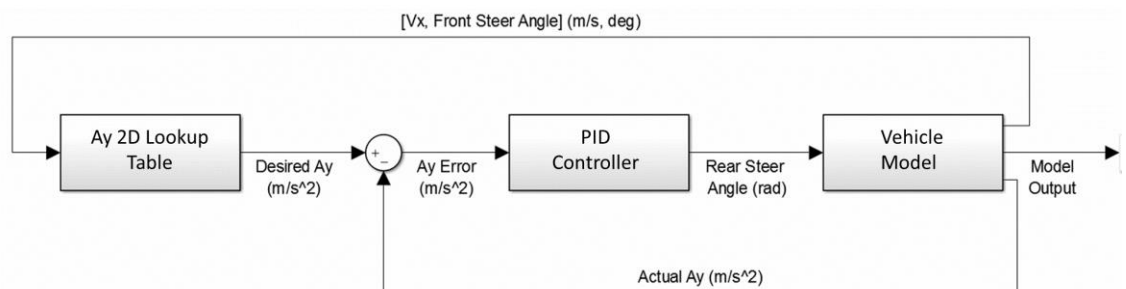 [Vx, Front Steer Angle] (m/s, deg)
Ay 2D Lookup
Table
Desired Ay
(m/s^2)
+
−
Ay Error
(m/s^2)
PID
Controller
Rear Steer
Angle (rad)
Vehicle
Model
Model
Output
Actual Ay (m/s^2)